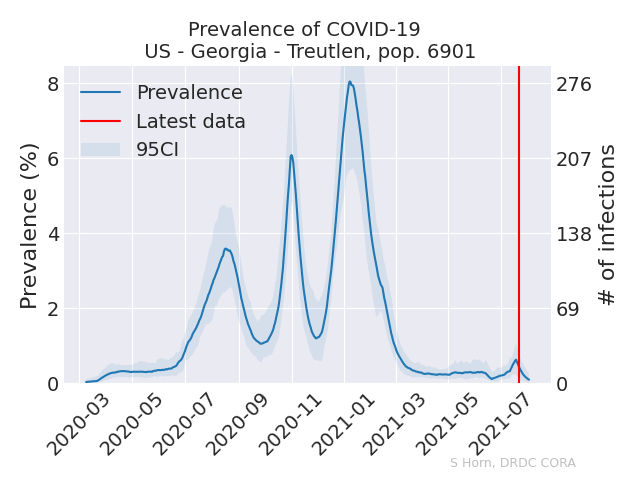 Prevalence of COVID-19
US - Georgia - Treutlen, pop. 6901
Prevalence
Latest data
95CI
Prevalence (%)
8
6
4
2
0
276
207
138
69
0
# of infections
2020-03
2020-05
2020-07
2020-09
2020-11
2021-01
2021-03
2021-05
2021-07
S Horn, DRDC CORA